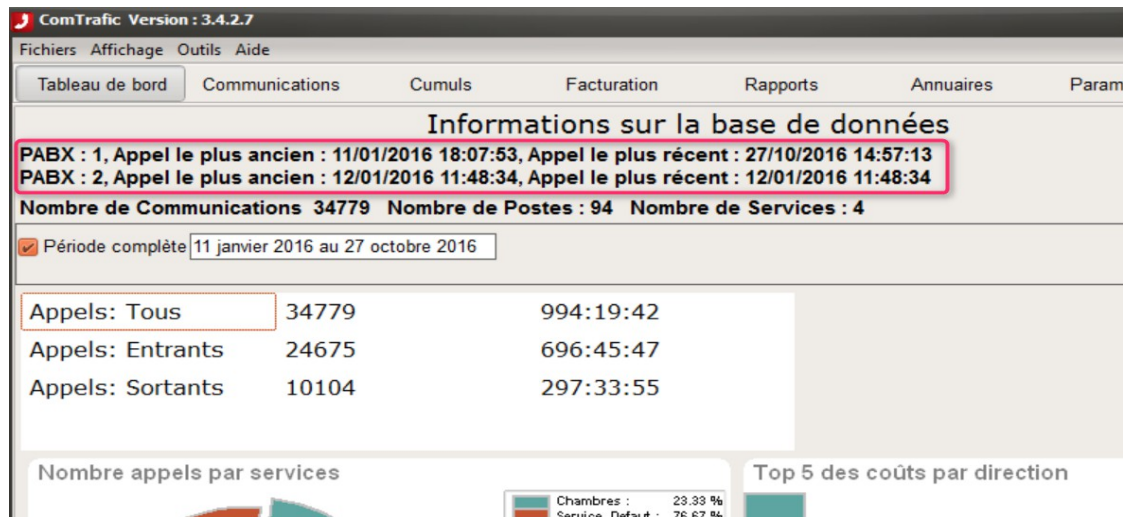 ComTrafic Version : 3.4.2.7
Fichiers Affichage Outils Aide
Tableau de bord Communications Cumuls Facturation Rapports Annuaires Param
Informations sur la base de données
PABX : 1, Appel le plus ancien : 11/01/2016 18:07:53, Appel le plus récent : 27/10/2016 14:57:13
PABX : 2, Appel le plus ancien : 12/01/2016 11:48:34, Appel le plus récent : 12/01/2016 11:48:34
Nombre de Communications 34779 Nombre de Postes : 94 Nombre de Services : 4
Période complète 11 janvier 2016 au 27 octobre 2016
Appels: Tous 34779 994:19:42
Appels: Entrants 24675 696:45:47
Appels: Sortants 10104 297:33:55
Nombre appels par services
Top 5 des coûts par direction
Chambres : 23.33 %
Service Defaut : 76.67 %